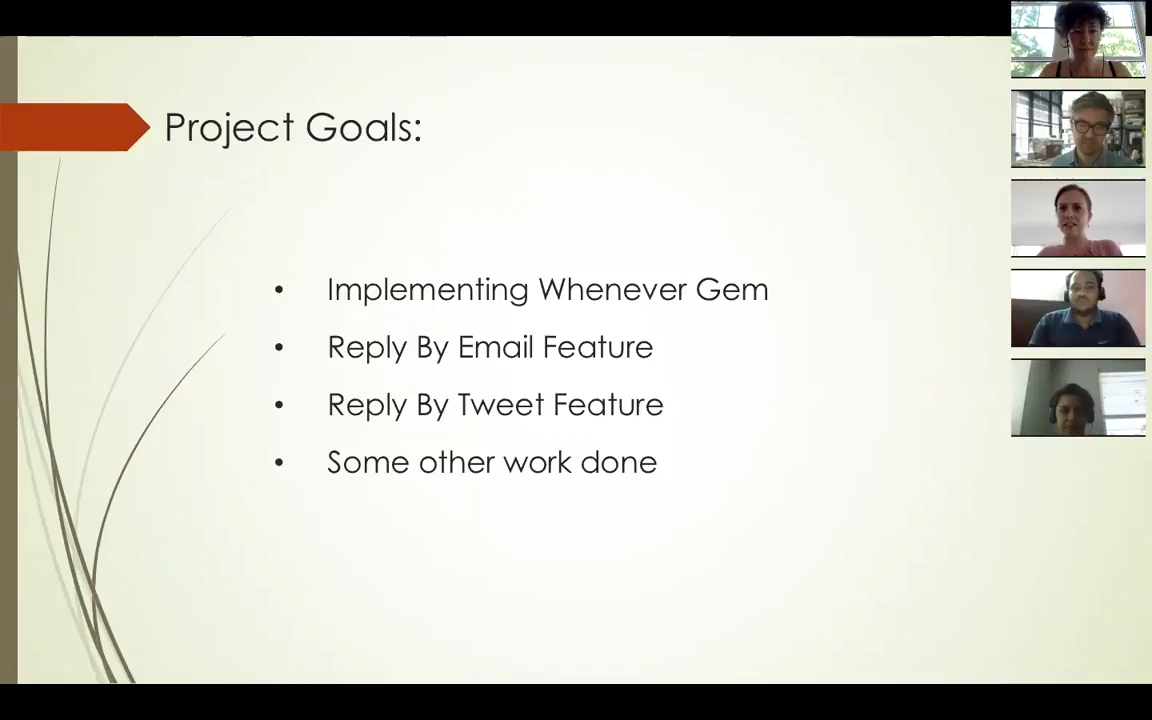 Project Goals:
• Implementing Whenever Gem
• Reply By Email Feature
• Reply By Tweet Feature
• Some other work done